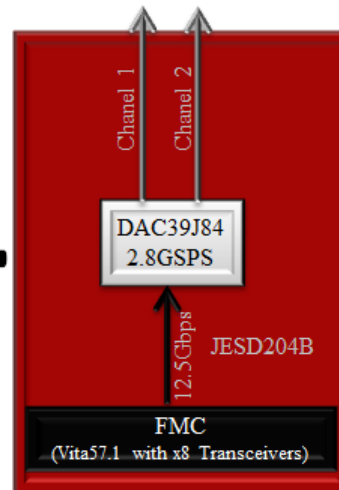 Chanel 1
Chanel 2
DAC39J84
2.8GSPS
12.5Gbps
JESD204B
FMC
(Vita57.1 with x8 Transceivers)